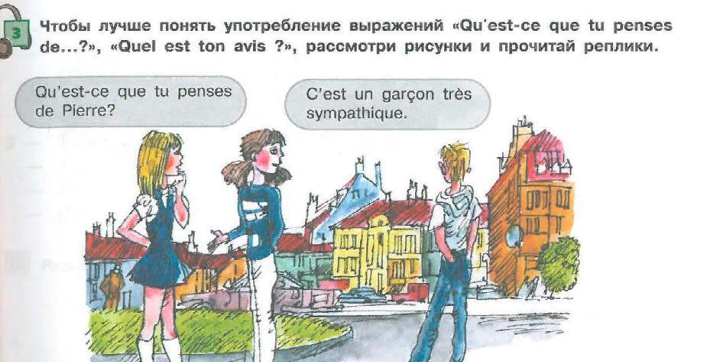 3
Чтобы лучше понять употребление выражений «Qu'est-ce que tu penses
de...?», «Quel est ton avis ?», рассмотри рисунки и прочитай реплики.
Qu'est-ce que tu penses
de Pierre?
C'est un garçon très
sympathique.